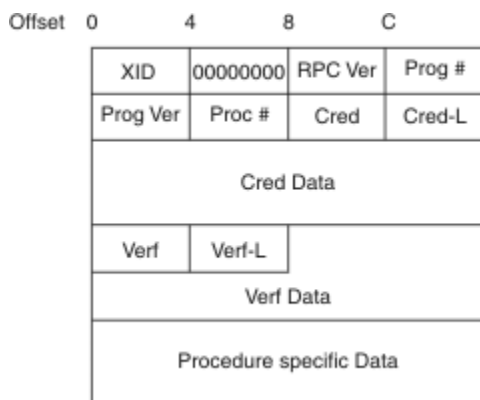 Offset 0 4 8 C
XID 00000000 RPC Ver Prog #
Prog Ver Proc # Cred Cred-L
Cred Data
Verf Verf-L
Verf Data
Procedure specific Data